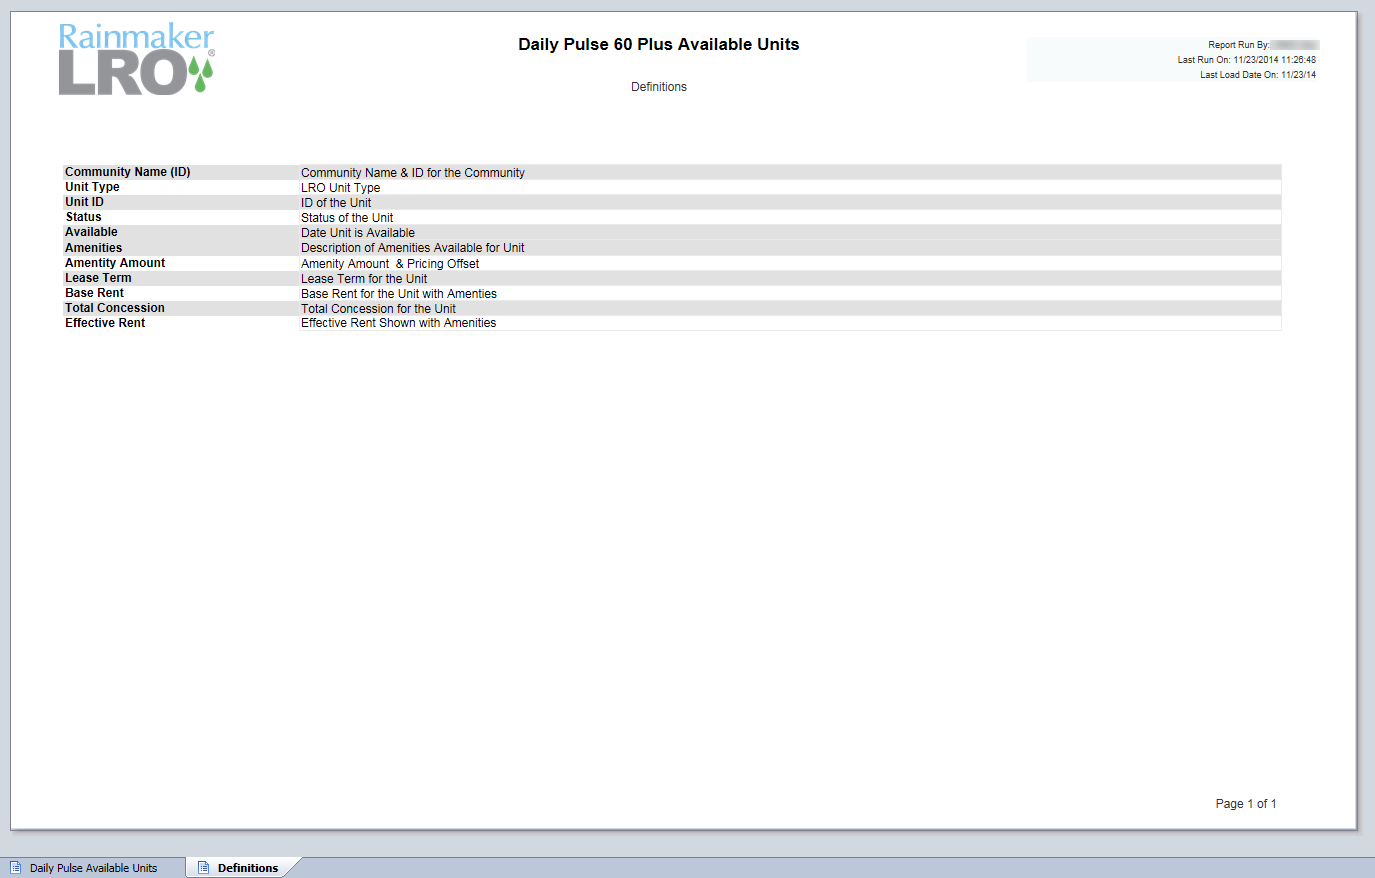 Rainmaker
LRO®
Daily Pulse 60 Plus Available Units
Definitions
Report Run By:
Last Run On: 11/23/2014 11:26:46
Last Load Date On: 11/23/14
Community Name (ID) Community Name & ID for the Community
Unit Type LRO Unit Type
Unit ID ID of the Unit
Status Status of the Unit
Available Date Unit is Available
Amenities Description of Amenities Available for Unit
Amentity Amount Amenity Amount & Pricing Offset
Lease Term Lease Term for the Unit
Base Rent Base Rent for the Unit with Amenties
Total Concession Total Concession for the Unit
Effective Rent Effective Rent Shown with Amenities
Page 1 of 1
Daily Pulse Available Units Definitions